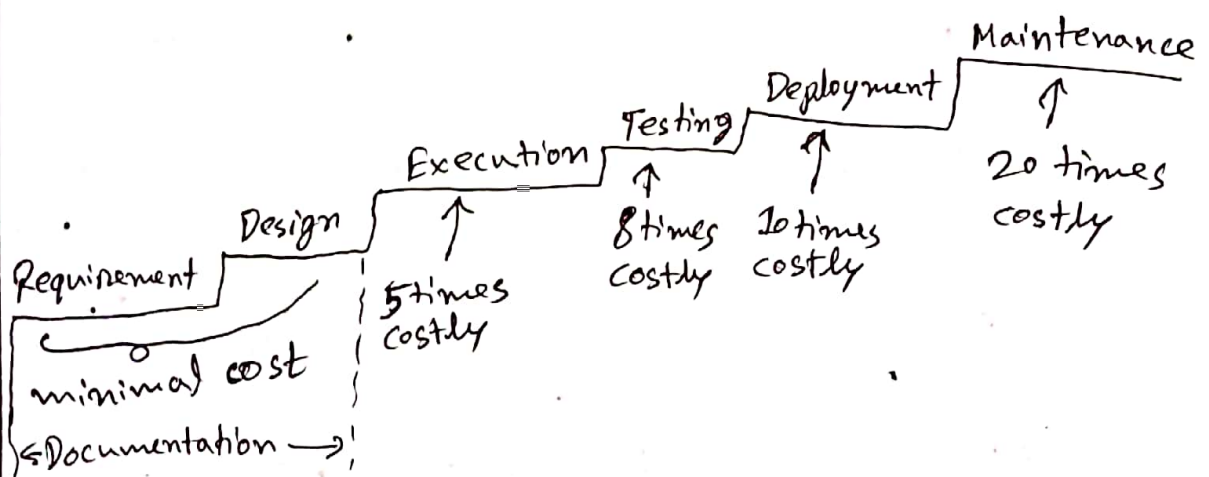 Maintenance
Deployment
Testing
Execution
Design
Requirement
20 times
costly
8 times
costly
10 times
costly
5 times
costly
minimal cost
Documentation